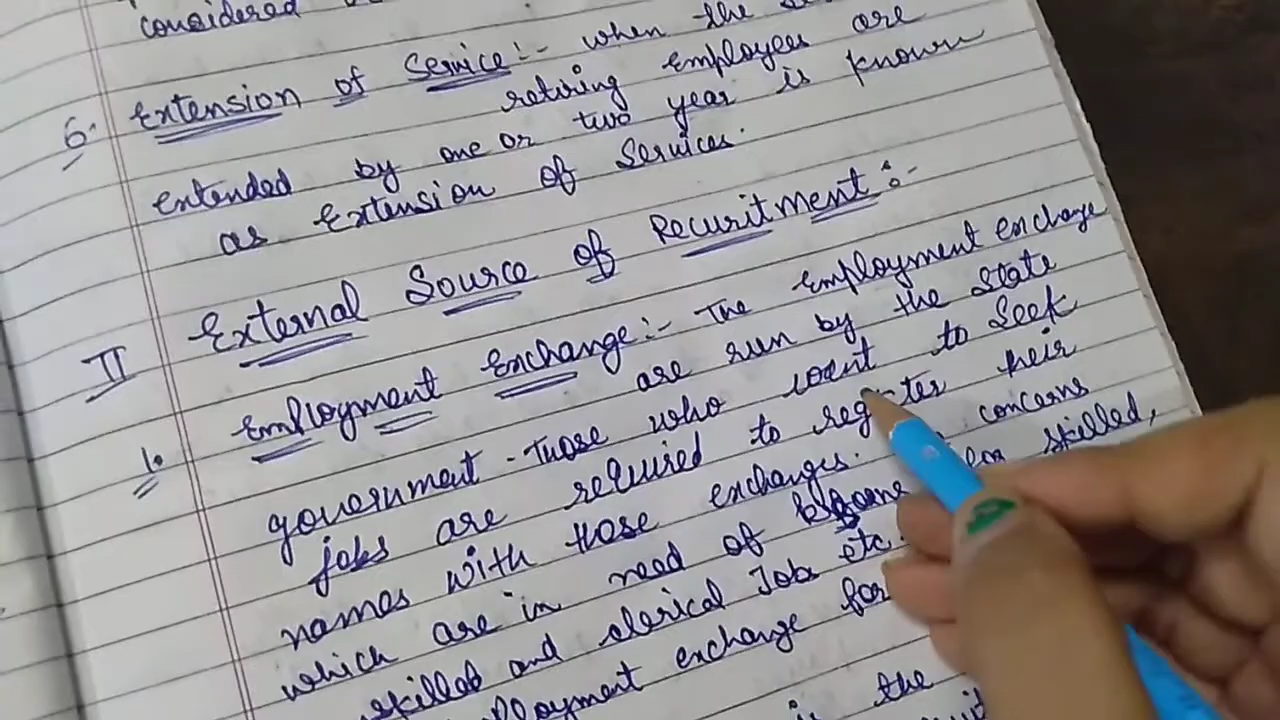 considered
6. Extension of Service:- when the
retiring employees are
extended by one or two year is known
as Extension of Services.
II External Source of Recuritment:-
1. Employment Exchange:- The employment exchange
are run by the State
government. Those who want to Seek
jobs are required to register their
names with those exchanges. concerns
which are in need of for skilled,
skilled and clerical Jobs etc.
exchange for
is the